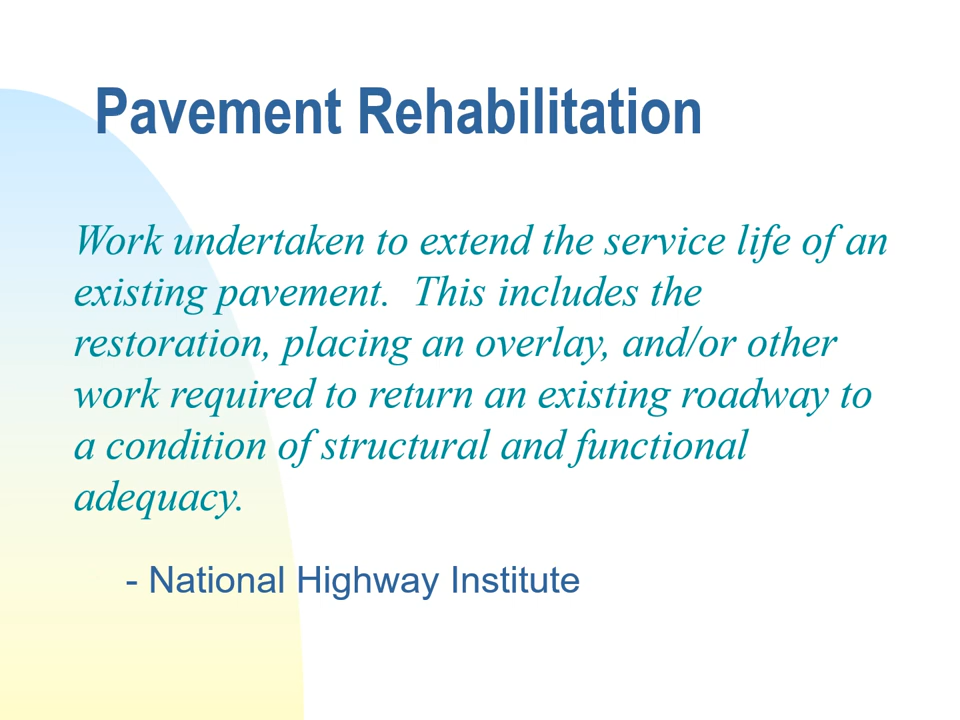 Pavement Rehabilitation
Work undertaken to extend the service life of an
existing pavement.  This includes the
restoration, placing an overlay, and/or other
work required to return an existing roadway to
a condition of structural and functional
adequacy.
- National Highway Institute